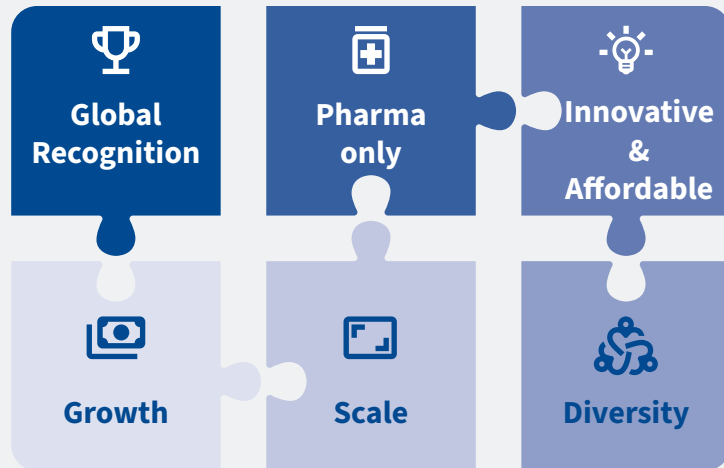 Global
Recognition
Pharma
only
Innovative
&
Affordable
Growth
Scale
Diversity